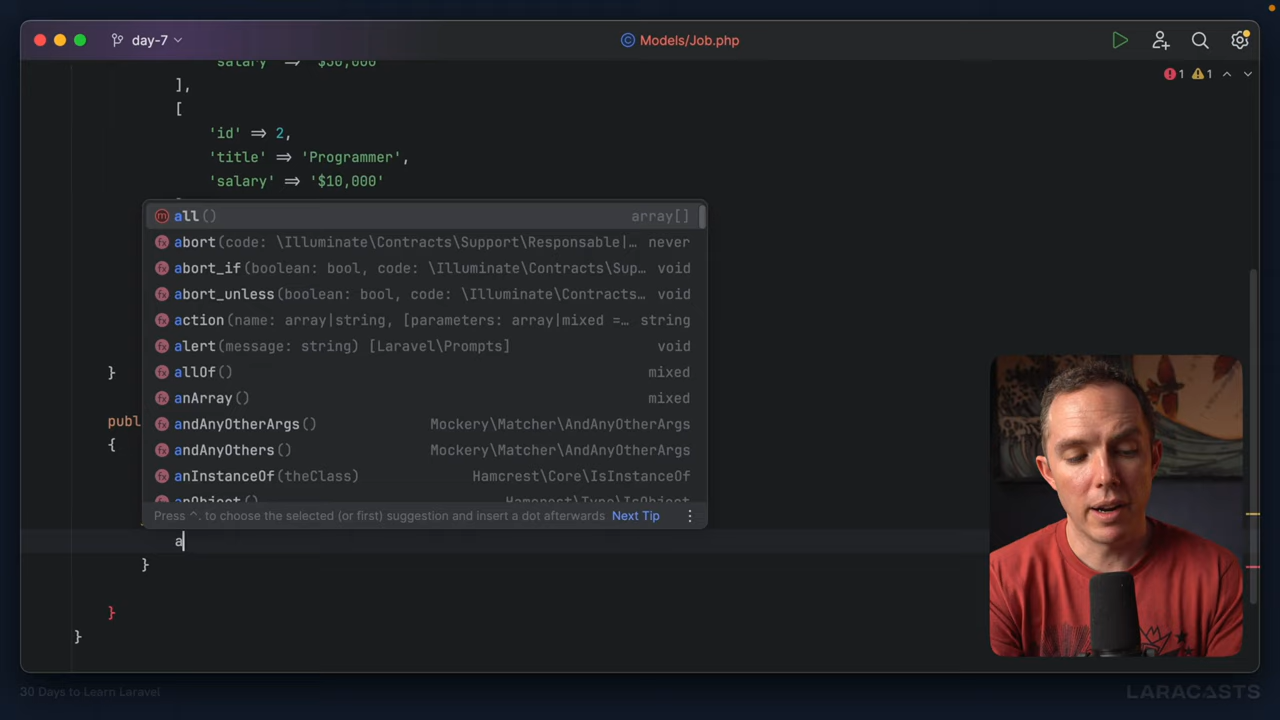 day-7
Models/Job.php
1 1
'salary' => '$50,000'
],
[
'id' => 2,
'title' => 'Programmer',
'salary' => '$10,000'
all() array[]
abort(code: \Illuminate\Contracts\Support\Responsable|… never
abort_if(boolean: bool, code: \Illuminate\Contracts\Sup… void
abort_unless(boolean: bool, code: \Illuminate\Contracts… void
action(name: array|string, [parameters: array|mixed =… string
alert(message: string) [Laravel\Prompts] void
allOf() mixed
}
anArray() mixed
publ
andAnyOtherArgs() Mockery\Matcher\AndAnyOtherArgs
{
andAnyOthers() Mockery\Matcher\AndAnyOthers
anInstanceOf(theClass) Hamcrest\Core\IsInstanceOf
anObject() Hamcrest\Type\IsObject
Press ^. to choose the selected (or first) suggestion and insert a dot afterwards Next Tip
a
}
}
}
30 Days to Learn Laravel
LARACASTS